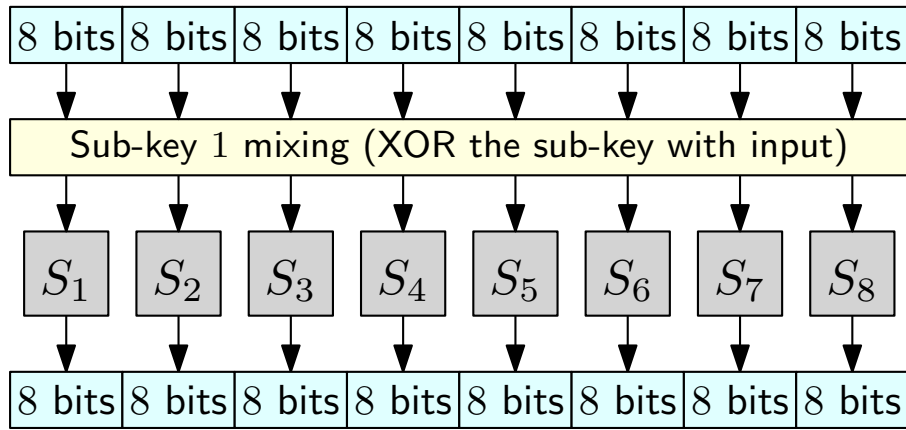 8 bits 8 bits 8 bits 8 bits 8 bits 8 bits 8 bits 8 bits
Sub-key 1 mixing (XOR the sub-key with input)
S₁ S₂ S₃ S₄ S₅ S₆ S₇ S₈
8 bits 8 bits 8 bits 8 bits 8 bits 8 bits 8 bits 8 bits